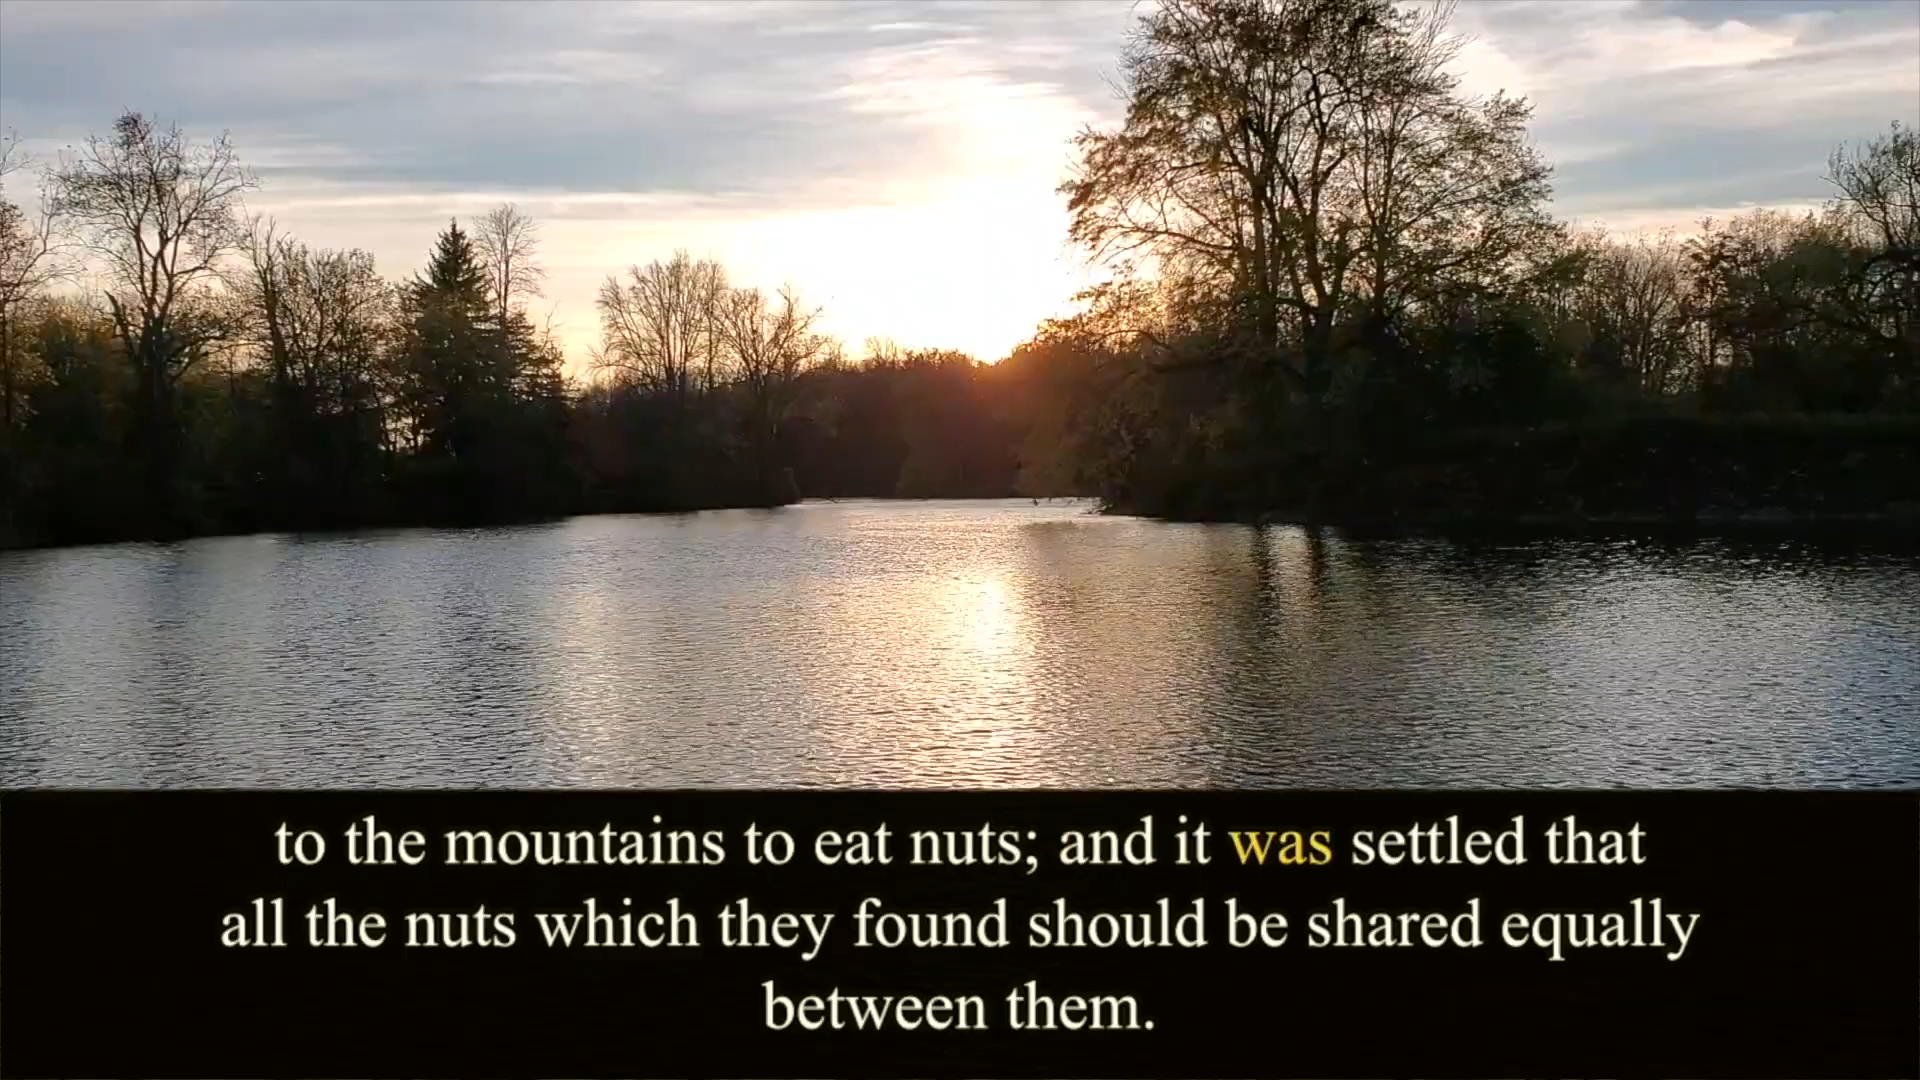 to the mountains to eat nuts; and it was settled that
all the nuts which they found should be shared equally
between them.